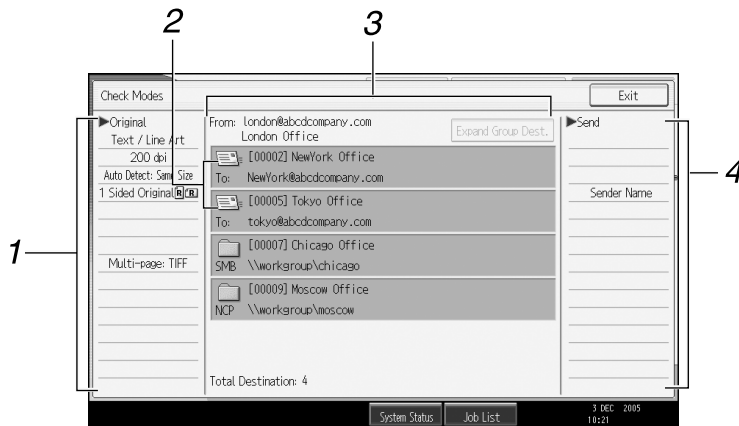 2
3
Check Modes
Exit
▶Original
Text / Line Art
200 dpi
Auto Detect: Same Size
1 Sided Original R R
Multi-page: TIFF
From: london@abcdcompany.com
London Office
Expand Group Dest.
[00002] NewYork Office
To: NewYork@abcdcompany.com
[00005] Tokyo Office
To: tokyo@abcdcompany.com
[00007] Chicago Office
SMB \\workgroup\chicago
[00009] Moscow Office
NCP \\workgroup\moscow
Total Destination: 4
▶Send
Sender Name
1
4
System Status
Job List
3 DEC 2005
10:21